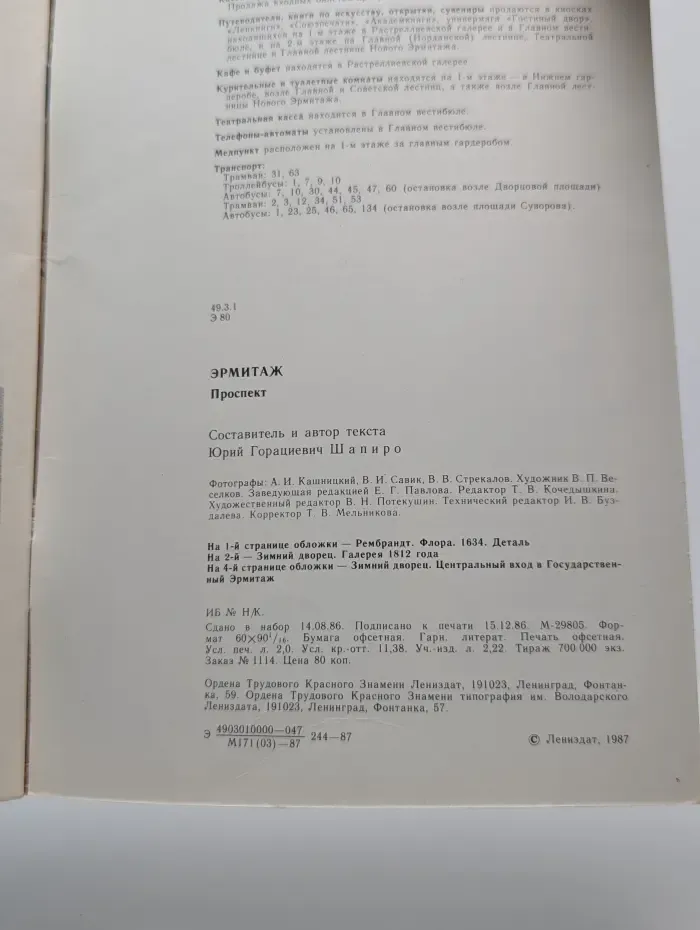 Продажа входных
Путеводители, книги по искусству, открытки, сувениры продаются в киосках
«Ленкниги», «Союзпечати», «Академкниги», универмага «Гостиный двор»,
находящихся на 1-м этаже в Растреллиевской галерее и в Главном вести-
бюле, и на 2-м этаже на Главной (Иорданской) лестнице, Театральной
лестнице и Главной лестнице Нового Эрмитажа.
Кафе и буфет находятся в Растреллиевской галерее
Курительные и туалетные комнаты находятся на 1-м этаже — в Нижнем гар-
деробе, возле Главной и Советской лестниц, а также возле Главной лест-
ницы Нового Эрмитажа.
Театральная касса находится в Главном вестибюле.
Телефоны-автоматы установлены в Главном вестибюле.
Медпункт расположен на 1-м этаже за главным гардеробом.
Транспорт:
Трамваи: 31, 63
Троллейбусы: 1, 7, 9, 10
Автобусы: 7, 10, 30, 44, 45, 47, 60 (остановка возле Дворцовой площади)
Трамваи: 2, 3, 12, 34, 51, 53
Автобусы: 1, 23, 25, 46, 65, 134 (остановка возле площади Суворова).
49.3.1
Э 80
ЭРМИТАЖ
Проспект
Составитель и автор текста
Юрий Горациевич Шапиро
Фотографы: А. И. Кашницкий, В. И. Савик, В. В. Стрекалов. Художник В. П. Ве-
селков. Заведующая редакцией Е. Г. Павлова. Редактор Т. В. Кочедышкина.
Художественный редактор В. Н. Потекушин. Технический редактор И. В. Буз-
далева. Корректор Т. В. Мельникова.
На 1-й странице обложки — Рембрандт. Флора. 1634. Деталь
На 2-й — Зимний дворец. Галерея 1812 года
На 4-й странице обложки — Зимний дворец. Центральный вход в Государствен-
ный Эрмитаж
ИБ № Н/К.
Сдано в набор 14.08.86. Подписано к печати 15.12.86. М-29805. Фор-
мат 60×90¹/₁₆. Бумага офсетная. Гарн. литерат. Печать офсетная.
Усл. печ. л. 2,0. Усл. кр.-отт. 11,38. Уч.-изд. л. 2,22. Тираж 700 000 экз.
Заказ № 1114. Цена 80 коп.
Ордена Трудового Красного Знамени Лениздат, 191023, Ленинград, Фонтан-
ка, 59. Ордена Трудового Красного Знамени типография им. Володарского
Лениздата, 191023, Ленинград, Фонтанка, 57.
Э 4903010000—047
М171(03)—87 244—87
© Лениздат, 1987